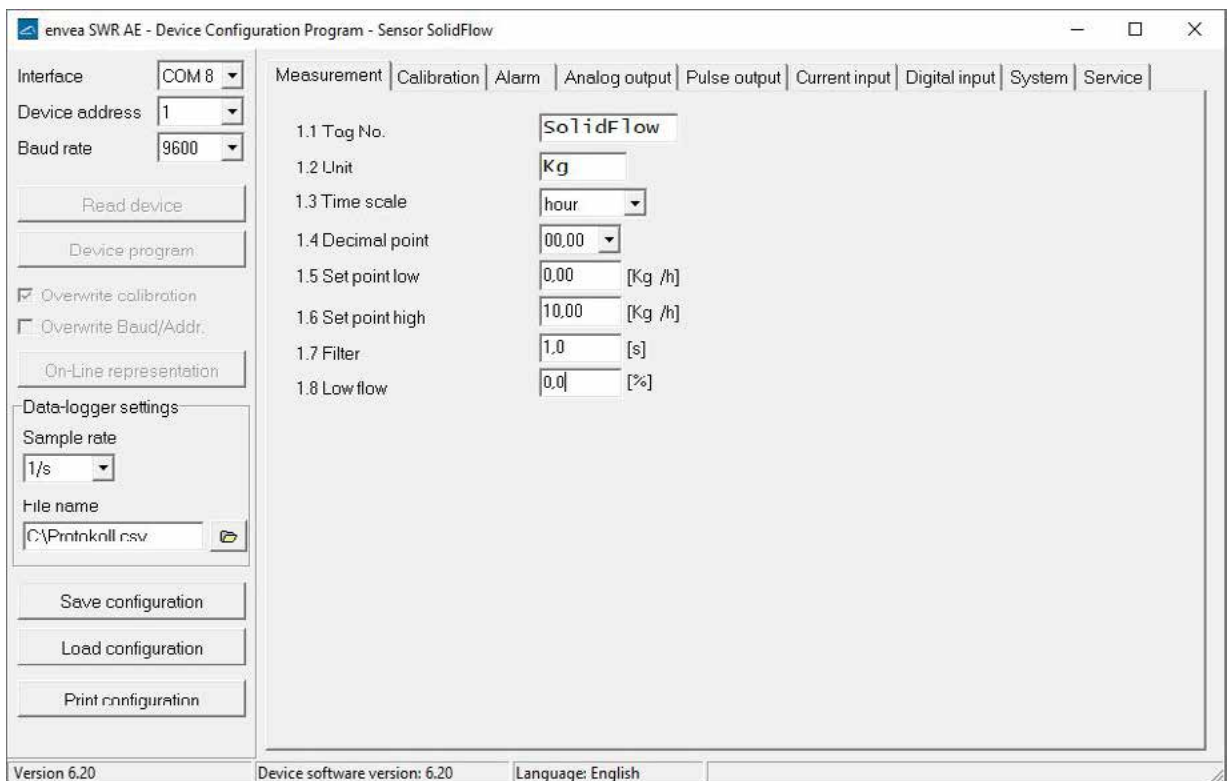 envea SWR AE - Device Configuration Program - Sensor SolidFlow
Interface COM 8
Device address 1
Baud rate 9600
Read device
Device program
Overwrite calibration
Overwrite Baud/Addr.
On-Line representation
Data-logger settings
Sample rate
1/s
File name
C:\Protokoll.csv
Save configuration
Load configuration
Print configuration
Measurement Calibration Alarm Analog output Pulse output Current input Digital input System Service
1.1 Tag No. SolidFlow
1.2 Unit Kg
1.3 Time scale hour
1.4 Decimal point 00,00
1.5 Set point low 0,00 [Kg /h]
1.6 Set point high 10,00 [Kg /h]
1.7 Filter 1,0 [s]
1.8 Low flow 0,0 [%]
Version 6.20 Device software version: 6.20 Language: English